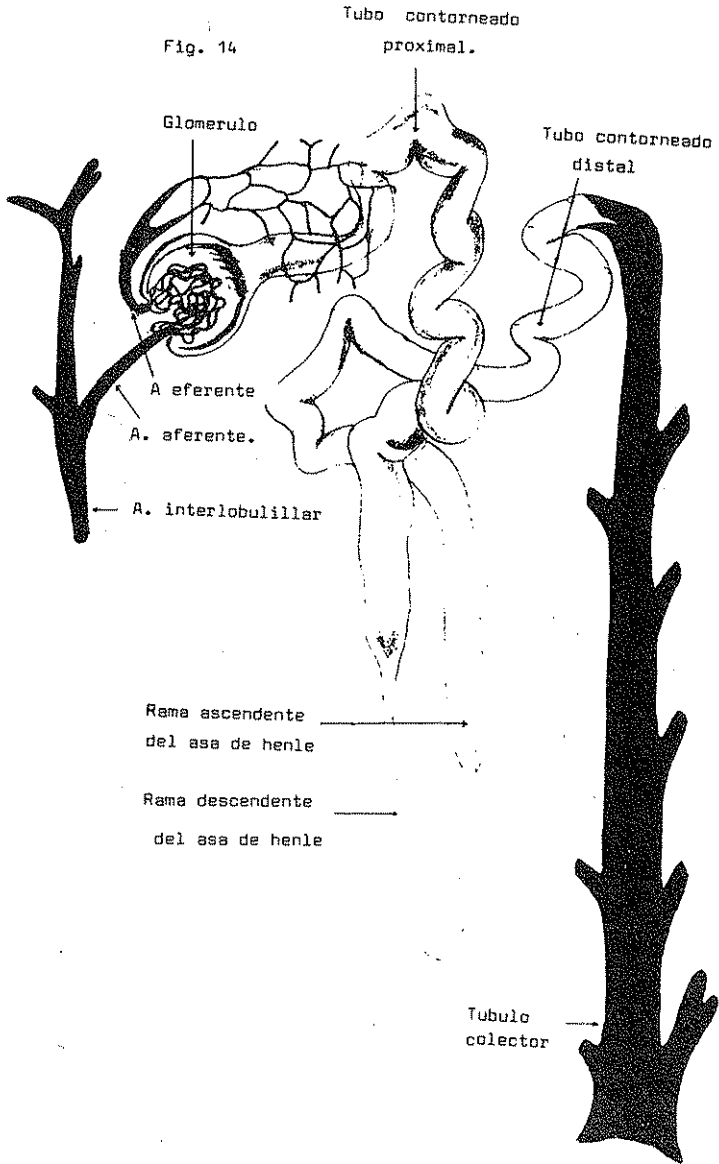 Tubo contorneado
proximal.
Fig. 14
Glomerulo
Tubo contorneado
distal
A eferente
A. aferente.
A. interlobulillar
Rama ascendente
del asa de henle
Rama descendente
del asa de henle
Tubulo
colector